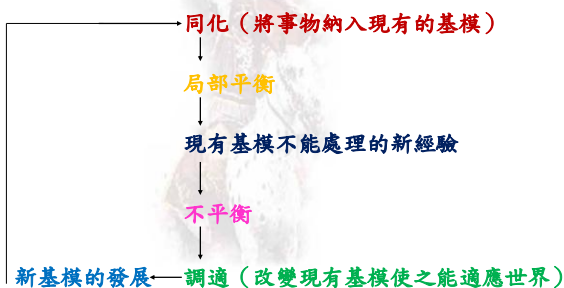 同化（將事物納入現有的基模）
局部平衡
現有基模不能處理的新經驗
不平衡
新基模的發展
調適（改變現有基模使之能適應世界）